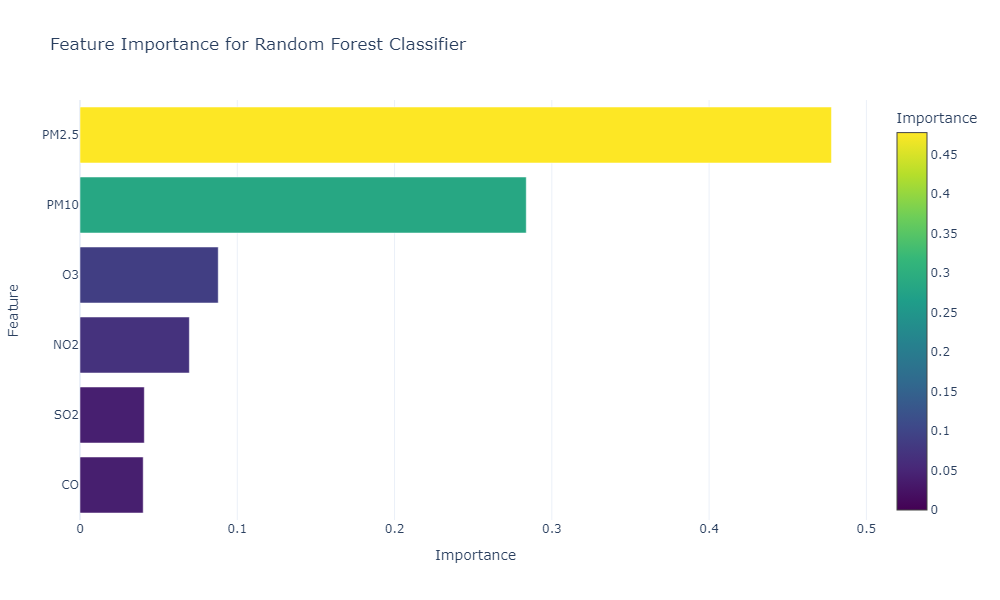 Feature Importance for Random Forest Classifier
Importance
PM2.5
PM10
O3
NO2
SO2
CO
Feature
0
0.1
0.2
0.3
0.4
0.5
Importance
0.45
0.4
0.35
0.3
0.25
0.2
0.15
0.1
0.05
0